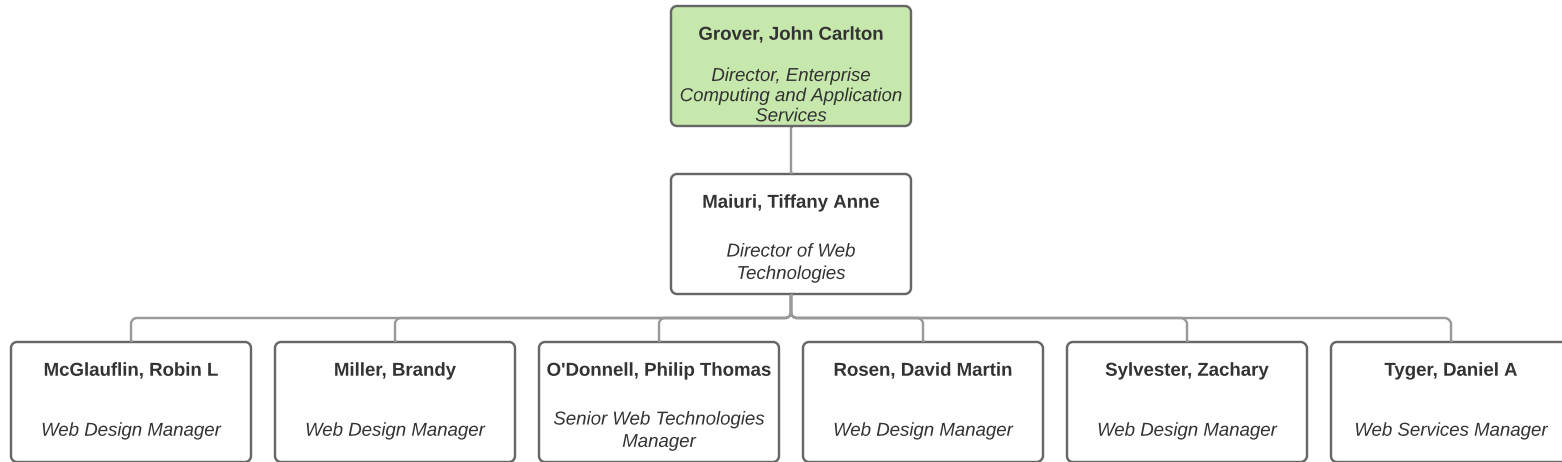 Grover, John Carlton
Director, Enterprise
Computing and Application
Services
Maiuri, Tiffany Anne
Director of Web
Technologies
McGlauflin, Robin L
Web Design Manager
Miller, Brandy
Web Design Manager
O'Donnell, Philip Thomas
Senior Web Technologies
Manager
Rosen, David Martin
Web Design Manager
Sylvester, Zachary
Web Design Manager
Tyger, Daniel A
Web Services Manager